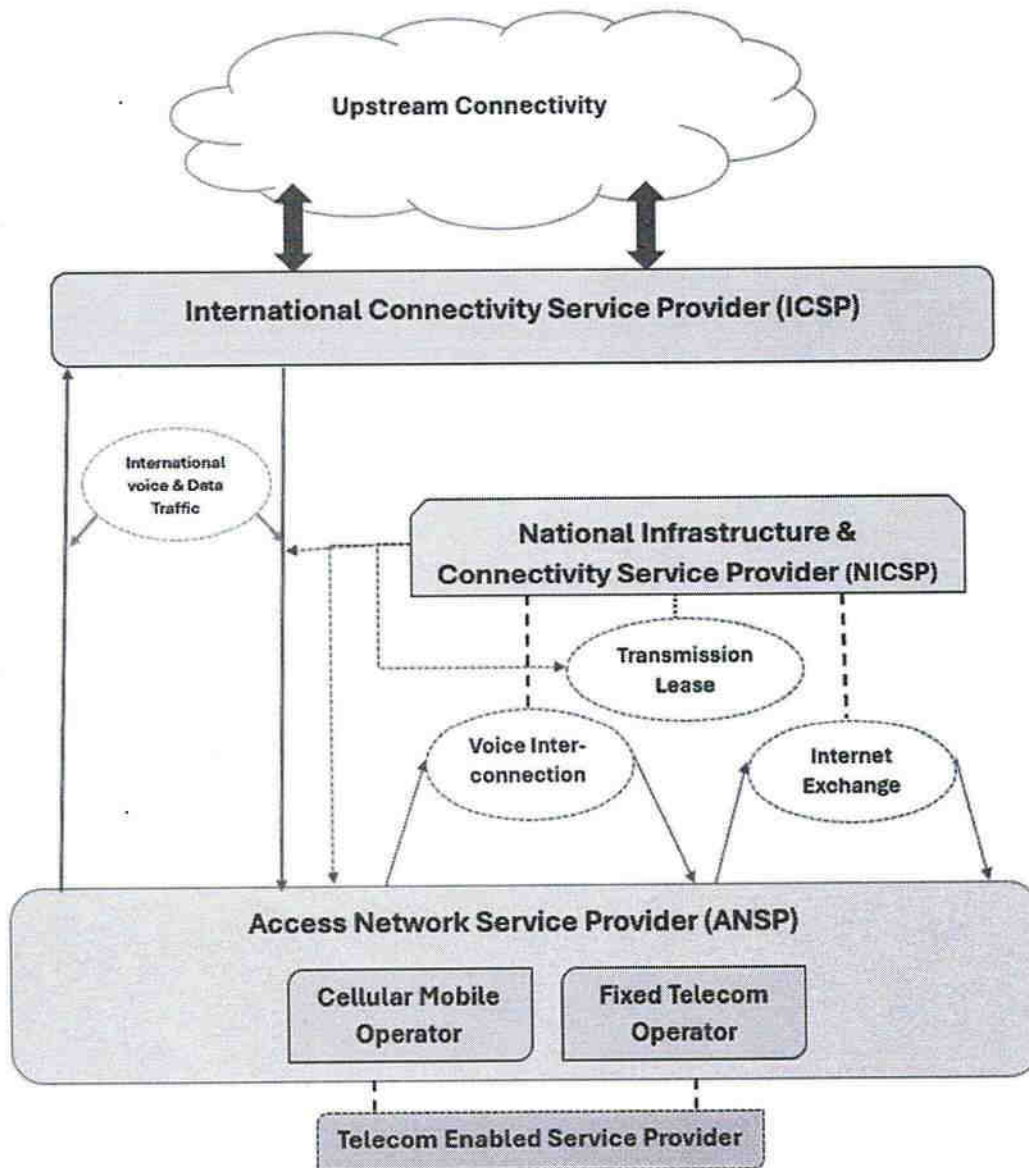 Upstream Connectivity
International Connectivity Service Provider (ICSP)
International
voice & Data
Traffic
National Infrastructure &
Connectivity Service Provider (NICSP)
Transmission
Lease
Voice Inter-
connection
Internet
Exchange
Access Network Service Provider (ANSP)
Cellular Mobile
Operator
Fixed Telecom
Operator
Telecom Enabled Service Provider